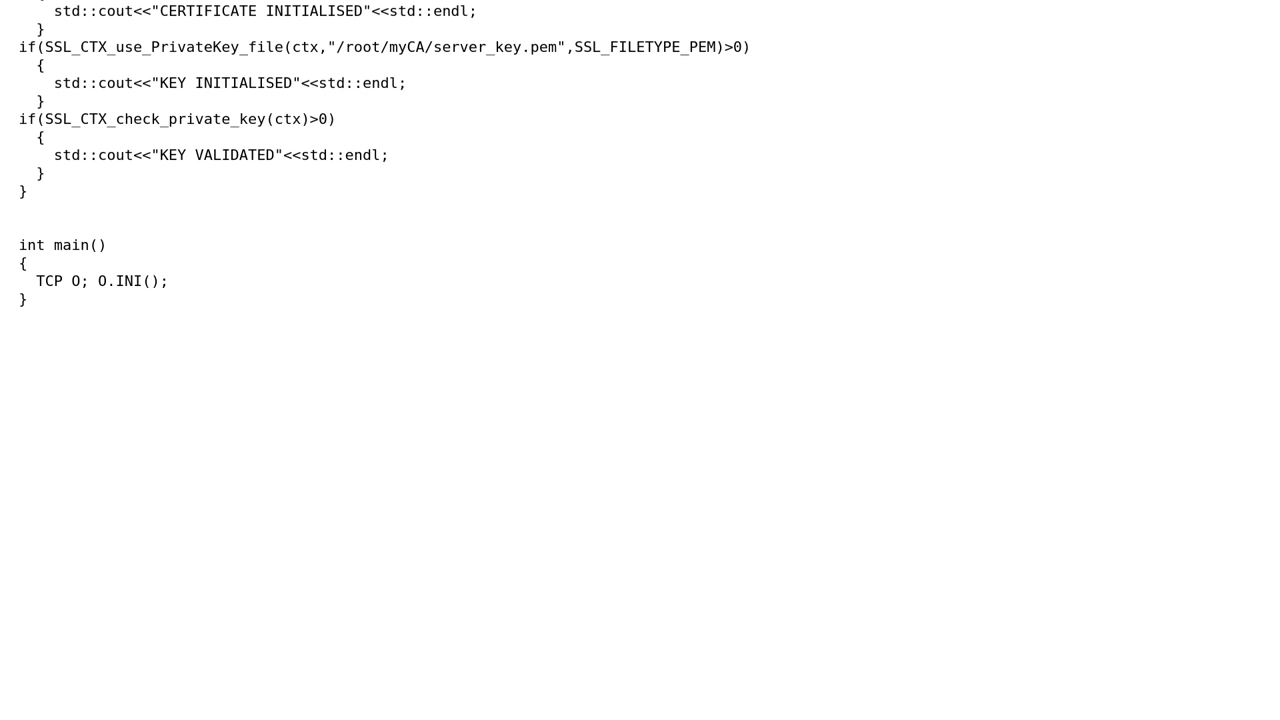 std::cout<<"CERTIFICATE INITIALISED"<<std::endl;
}
if(SSL_CTX_use_PrivateKey_file(ctx,"/root/myCA/server_key.pem",SSL_FILETYPE_PEM)>0)
{
std::cout<<"KEY INITIALISED"<<std::endl;
}
if(SSL_CTX_check_private_key(ctx)>0)
{
std::cout<<"KEY VALIDATED"<<std::endl;
}
}
int main()
{
TCP O; O.INI();
}